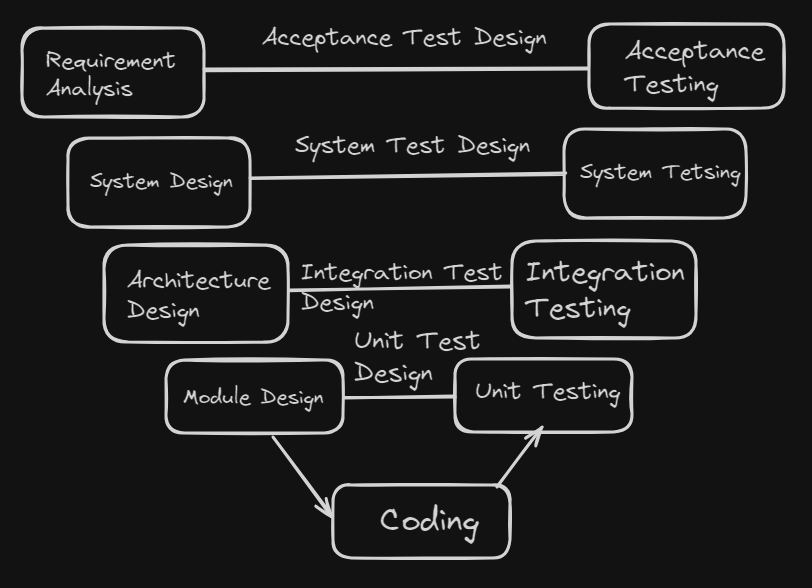 Acceptance Test Design
Requirement
Analysis
Acceptance
Testing
System Test Design
System Design
System Tetsing
Architecture
Design
Integration Test
Design
Integration
Testing
Unit Test
Design
Module Design
Unit Testing
Coding